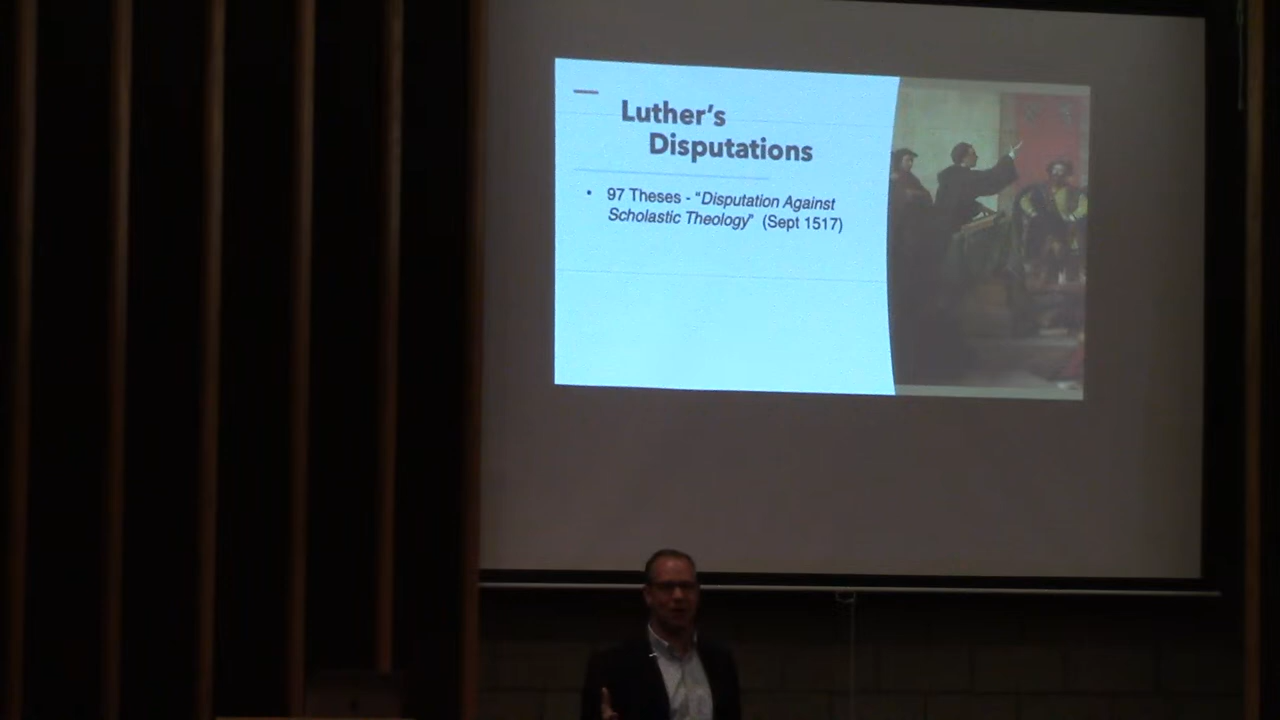 Luther's
Disputations
• 97 Theses - “Disputation Against
Scholastic Theology” (Sept 1517)